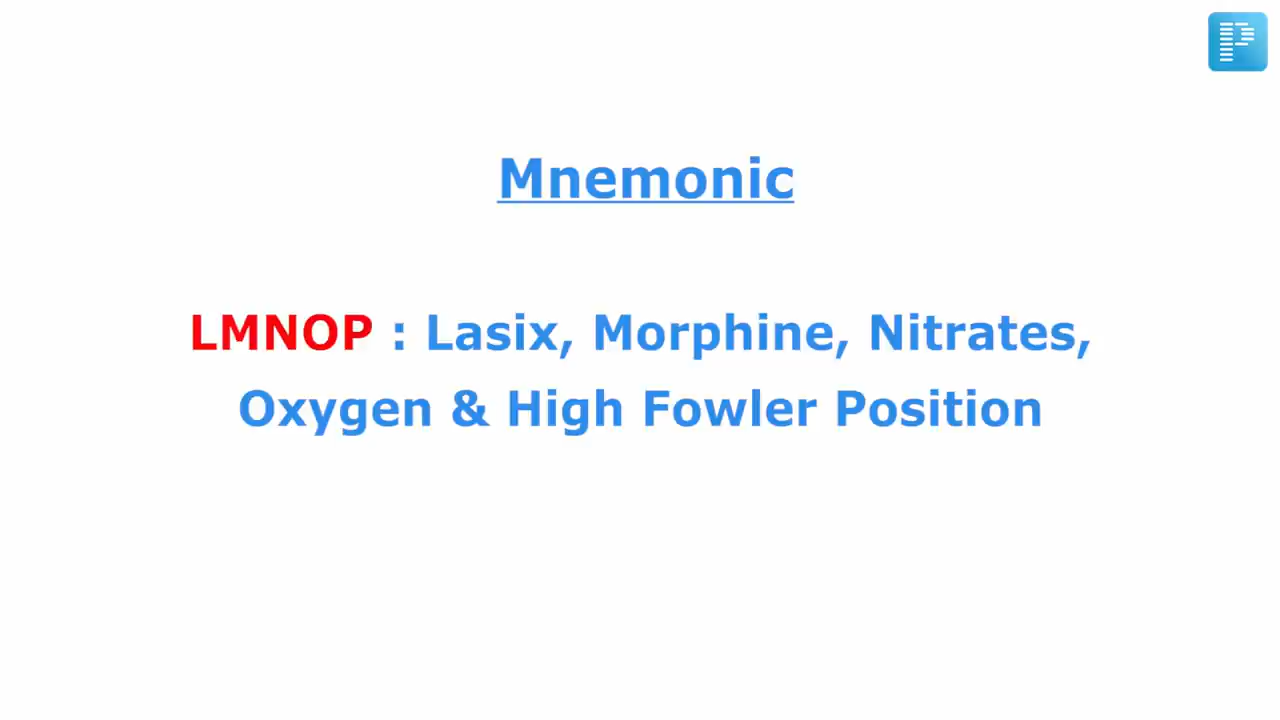 Mnemonic
LMNOP : Lasix, Morphine, Nitrates,
Oxygen & High Fowler Position
P